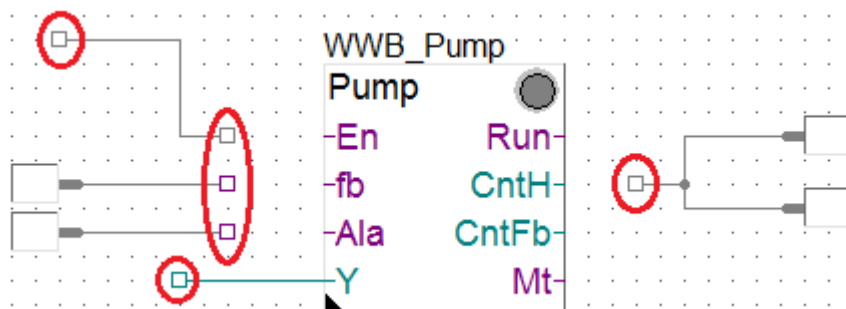 WWB_Pump
Pump
En Run
fb CntH
Ala CntFb
Y Mt